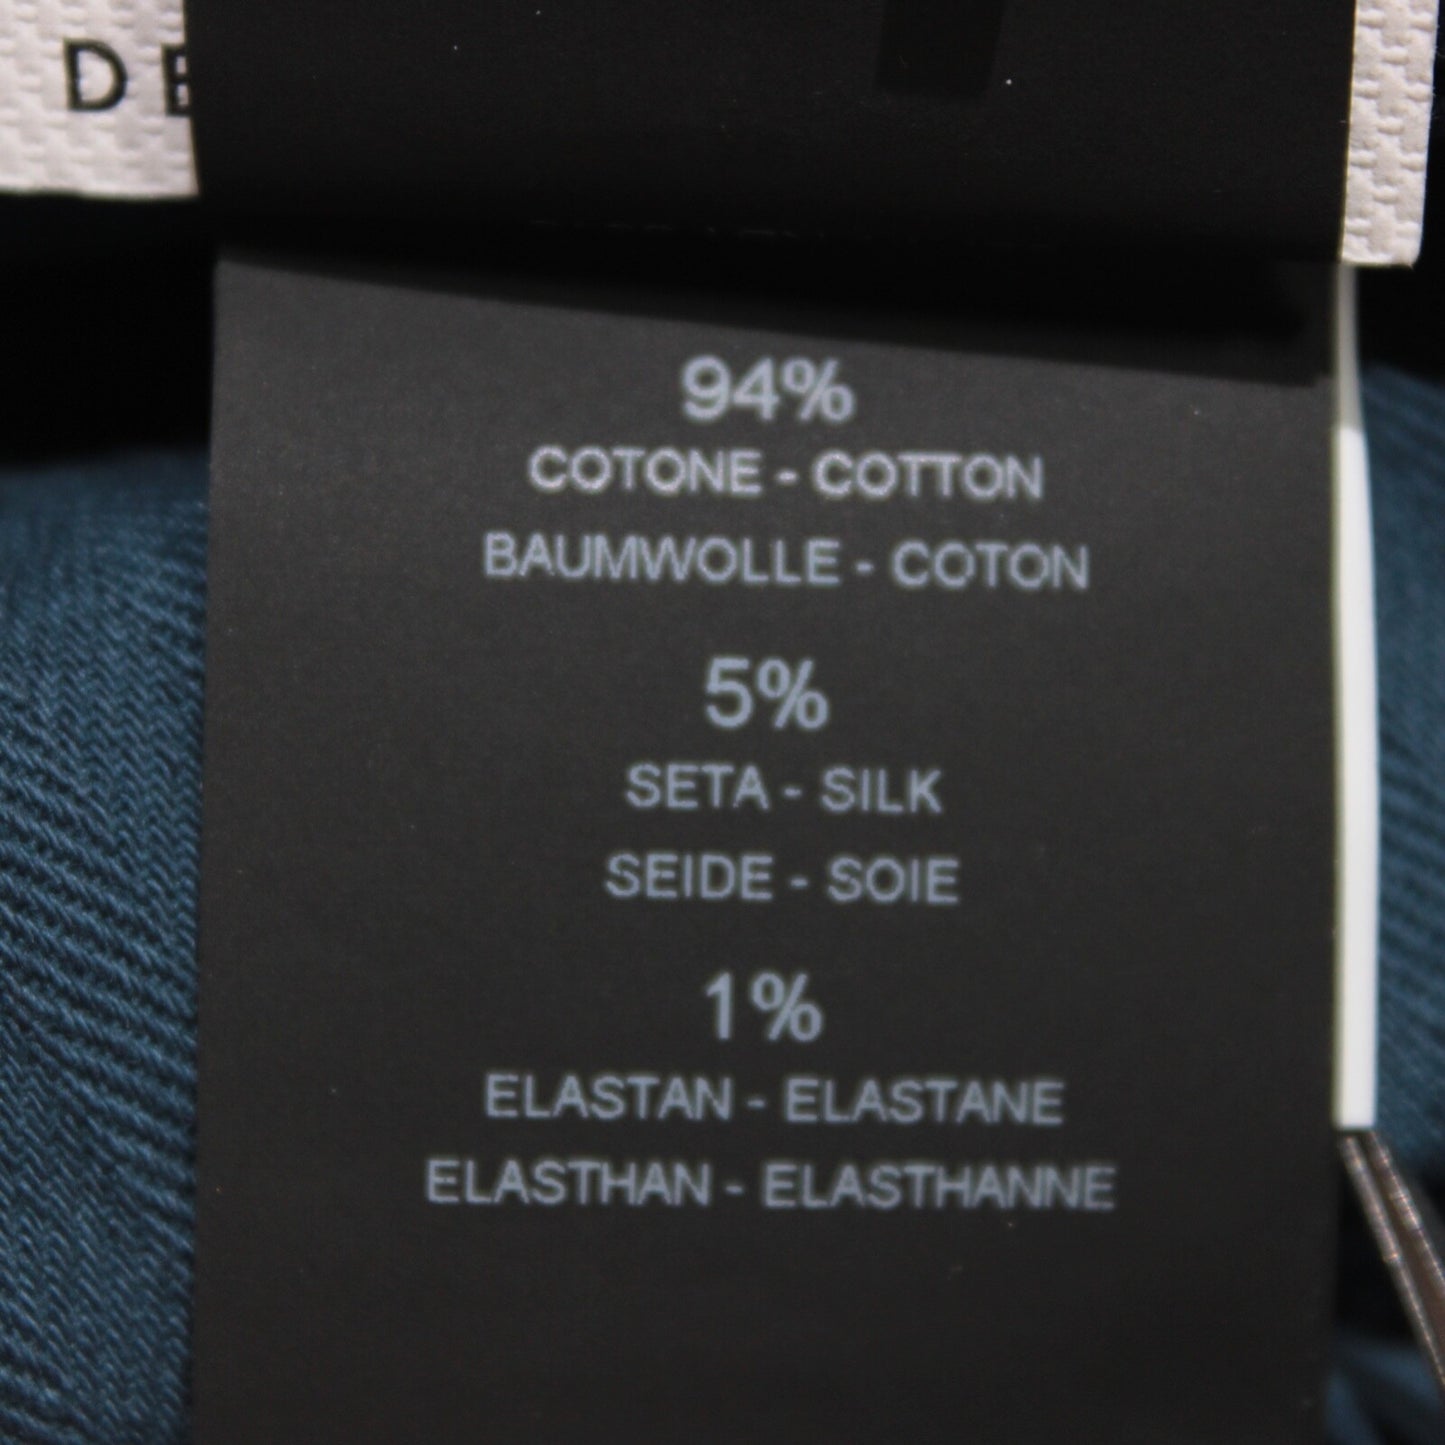 DE
94%
COTONE - COTTON
BAUMWOLLE - COTON
5%
SETA - SILK
SEIDE - SOIE
1%
ELASTAN - ELASTANE
ELASTHAN - ELASTHANNE